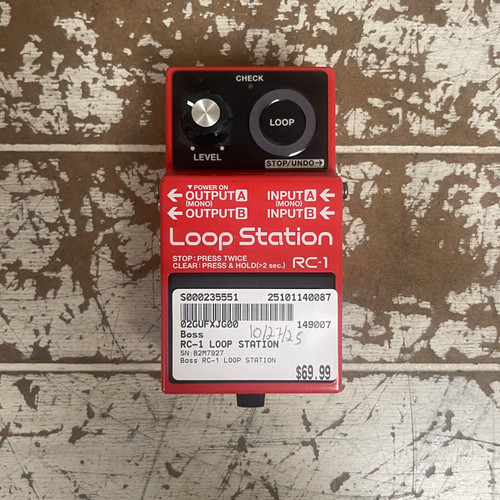 CHECK
LOOP
LEVEL
STOP/UNDO→
▼POWER ON
←OUTPUT A INPUT A←
(MONO) (MONO)
←OUTPUT B INPUT B←
Loop Station
STOP : PRESS TWICE
CLEAR : PRESS & HOLD(>2 sec.) RC-1
S000235551 25101140087
02GUFXJG00 10/27/25 149007
Boss
RC-1 LOOP STATION
SN:B2M7927
Boss RC-1 LOOP STATION
$69.99